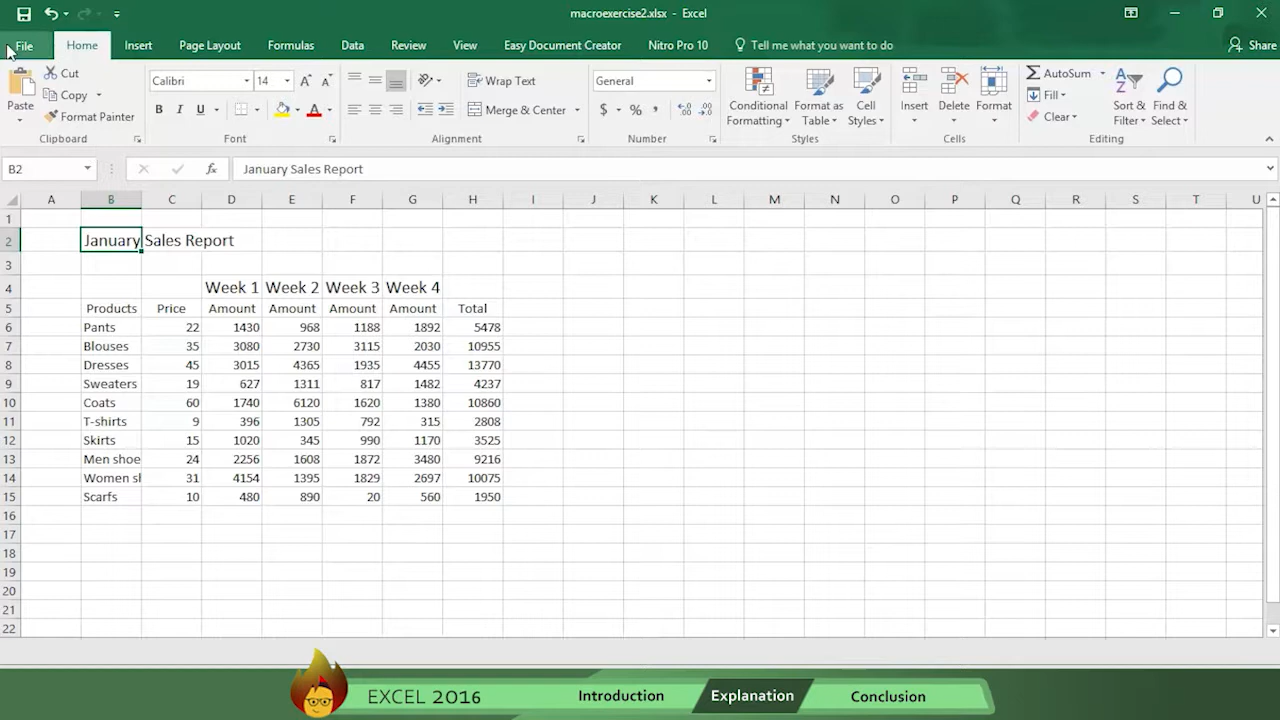 macroexercise2.xlsx - Excel
File Home Insert Page Layout Formulas Data Review View Easy Document Creator Nitro Pro 10 Tell me what you want to do Share
Cut Calibri 14 A A Wrap Text General AutoSum
Copy Fill
Paste Format Painter B I U A Merge & Center $ % , Conditional Formatting Format as Table Cell Styles Insert Delete Format Clear Sort & Filter Find & Select
Clipboard Font Alignment Number Styles Cells Editing
B2 fx January Sales Report
A B C D E F G H I J K L M N O P Q R S T U
1
2 January Sales Report
3
4 Week 1 Week 2 Week 3 Week 4
5 Products Price Amount Amount Amount Amount Total
6 Pants 22 1430 968 1188 1892 5478
7 Blouses 35 3080 2730 3115 2030 10955
8 Dresses 45 3015 4365 1935 4455 13770
9 Sweaters 19 627 1311 817 1482 4237
10 Coats 60 1740 6120 1620 1380 10860
11 T-shirts 9 396 1305 792 315 2808
12 Skirts 15 1020 345 990 1170 3525
13 Men shoe 24 2256 1608 1872 3480 9216
14 Women sl 31 4154 1395 1829 2697 10075
15 Scarfs 10 480 890 20 560 1950
16
17
18
19
20
21
22
EXCEL 2016 Introduction Explanation Conclusion